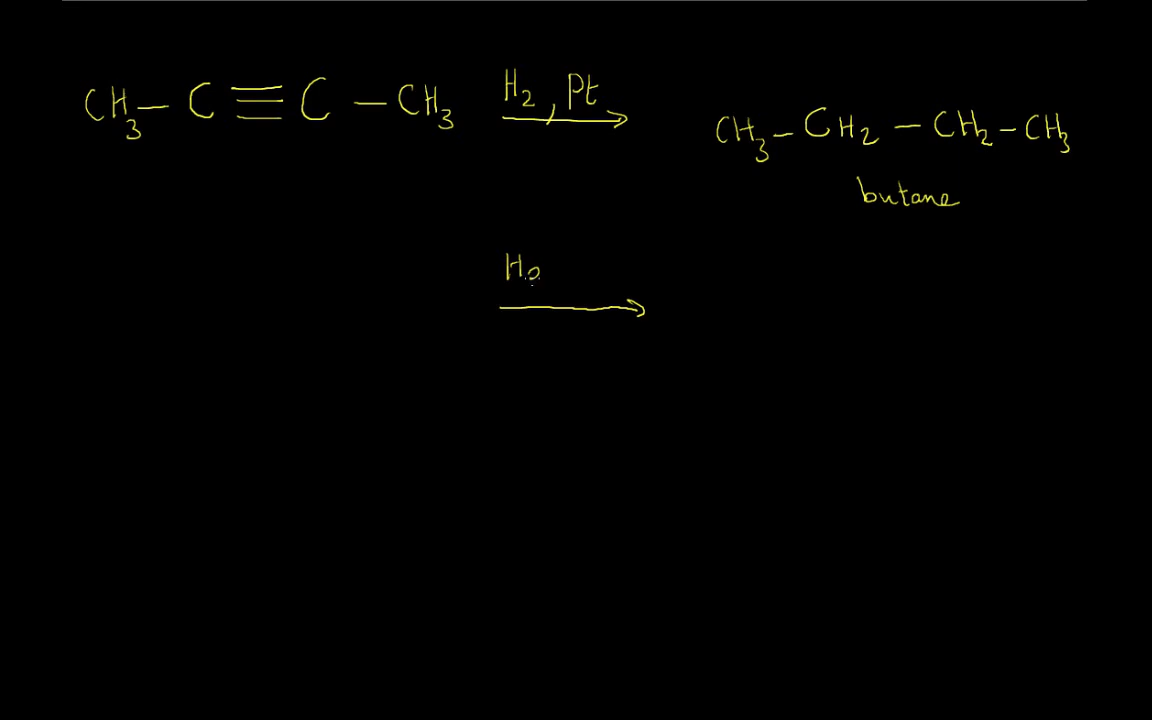 CH3 — C ≡ C — CH3 H2, Pt → CH3 — CH2 — CH2 — CH3
butane
H2 →